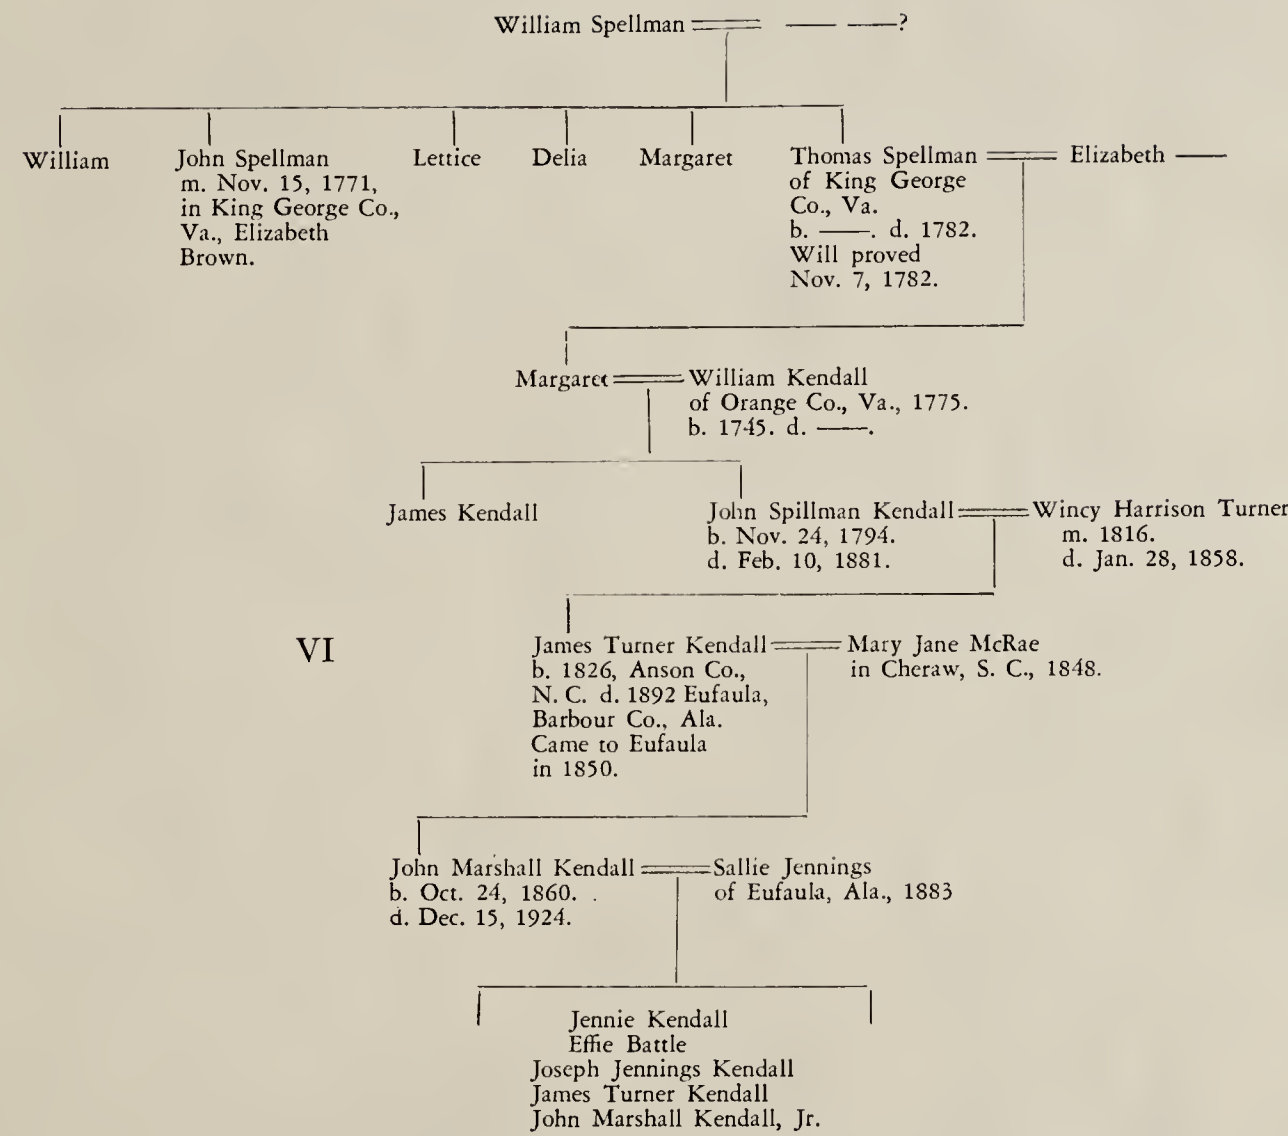 William Spellman —— —— ——?
William
John Spellman
m. Nov. 15, 1771,
in King George Co.,
Va., Elizabeth
Brown.
Lettice
Delia
Margaret
Thomas Spellman
of King George
Co., Va.
b. ——. d. 1782.
Will proved
Nov. 7, 1782.
Elizabeth ——
Margaret
William Kendall
of Orange Co., Va., 1775.
b. 1745. d. ——.
James Kendall
John Spillman Kendall
b. Nov. 24, 1794.
d. Feb. 10, 1881.
Wincy Harrison Turner
m. 1816.
d. Jan. 28, 1858.
VI
James Turner Kendall
b. 1826, Anson Co.,
N. C. d. 1892 Eufaula,
Barbour Co., Ala.
Came to Eufaula
in 1850.
Mary Jane McRae
in Cheraw, S. C., 1848.
John Marshall Kendall
b. Oct. 24, 1860.
d. Dec. 15, 1924.
Sallie Jennings
of Eufaula, Ala., 1883
Jennie Kendall
Effie Battle
Joseph Jennings Kendall
James Turner Kendall
John Marshall Kendall, Jr.